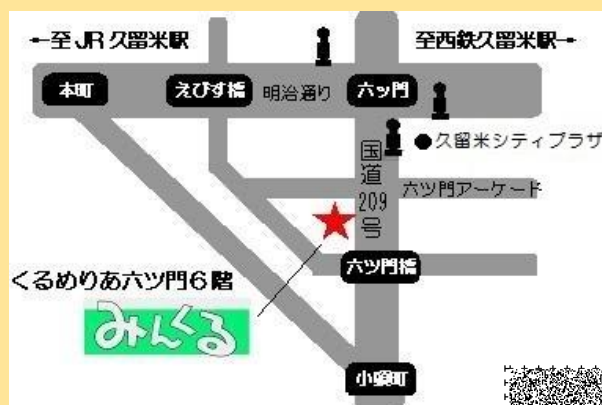 ←至JR久留米駅
至西鉄久留米駅→
本町
えびす橋
明治通り
六ッ門
●久留米シティプラザ
国道209号
六ツ門アーケード
くるめりあ六ツ門6階
六ツ門橋
みんくる
小頭町